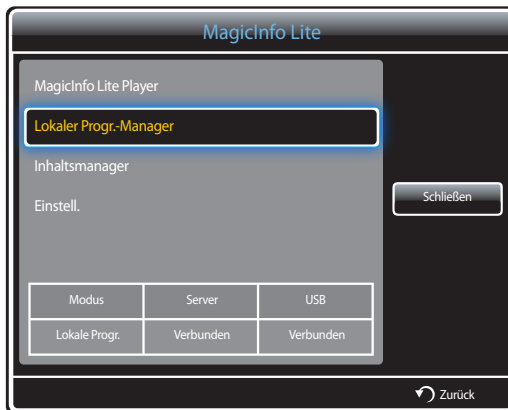 MagicInfo Lite
MagicInfo Lite Player
Lokaler Progr.-Manager
Inhaltsmanager
Einstell.
Schließen
Modus Server USB
Lokale Progr. Verbunden Verbunden
Zurück